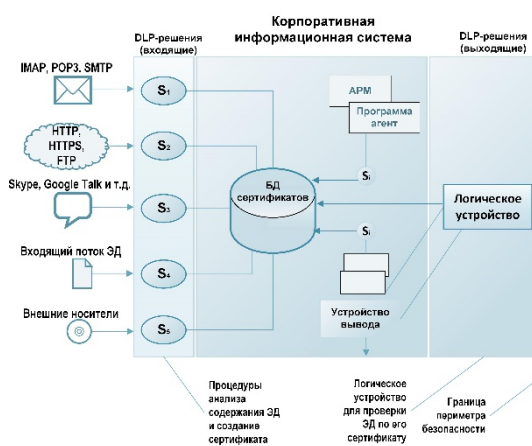 Корпоративная
информационная система
DLP-решения
(входящие)
DLP-решения
(выходящие)
IMAP, POP3. SMTP
S1
HTTP,
HTTPS,
FTP
S2
Skype, Google Talk и т.д.
S3
Входящий поток ЭД
S4
Внешние носители
S5
АРМ
Программа
агент
Si
БД
сертификатов
Si
Логическое
устройство
Устройство
вывода
Процедуры
анализа
содержания ЭД
и создание
сертификата
Логическое
устройство
для проверки
ЭД по его
сертификату
Граница
периметра
безопасности